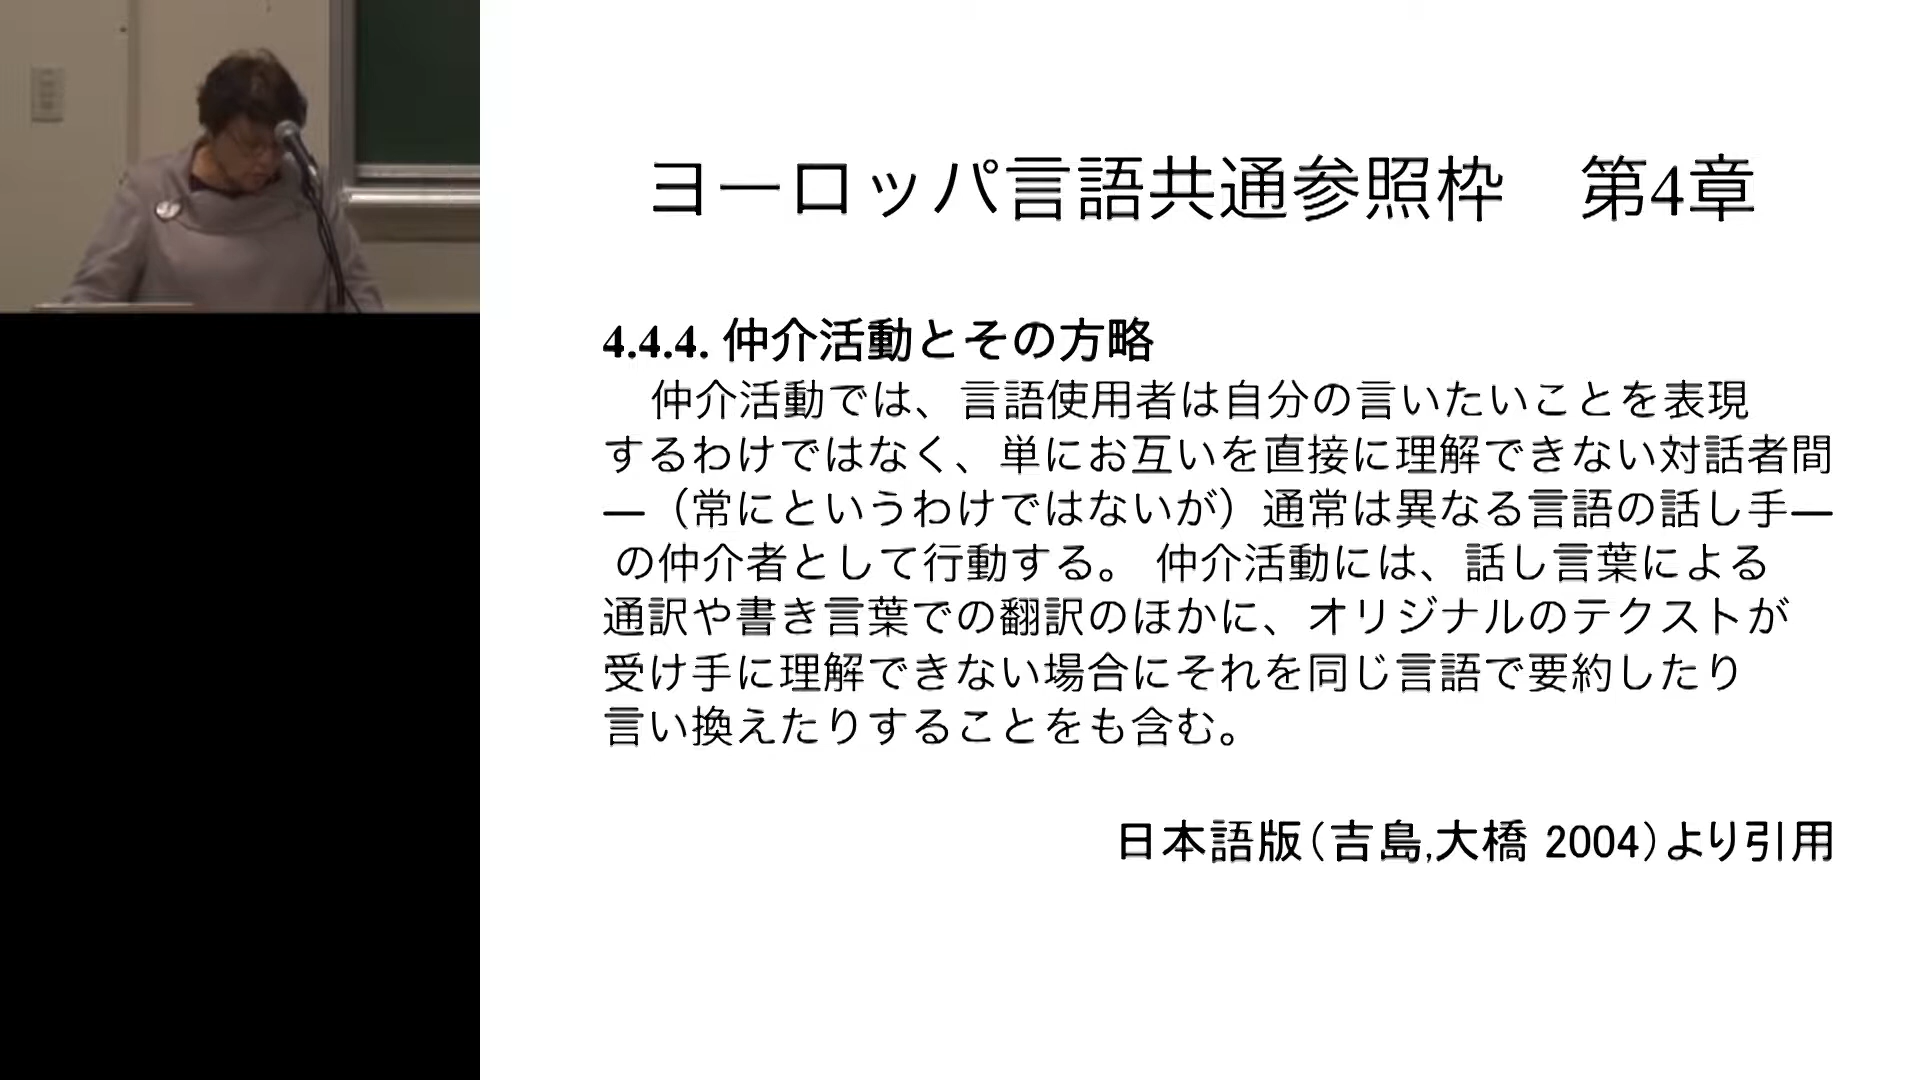 ヨーロッパ言語共通参照枠　第4章
4.4.4. 仲介活動とその方略
仲介活動では、言語使用者は自分の言いたいことを表現
するわけではなく、単にお互いを直接に理解できない対話者間
―（常にというわけではないが）通常は異なる言語の話し手―
の仲介者として行動する。 仲介活動には、話し言葉による
通訳や書き言葉での翻訳のほかに、オリジナルのテクストが
受け手に理解できない場合にそれを同じ言語で要約したり
言い換えたりすることをも含む。
日本語版（吉島,大橋 2004）より引用